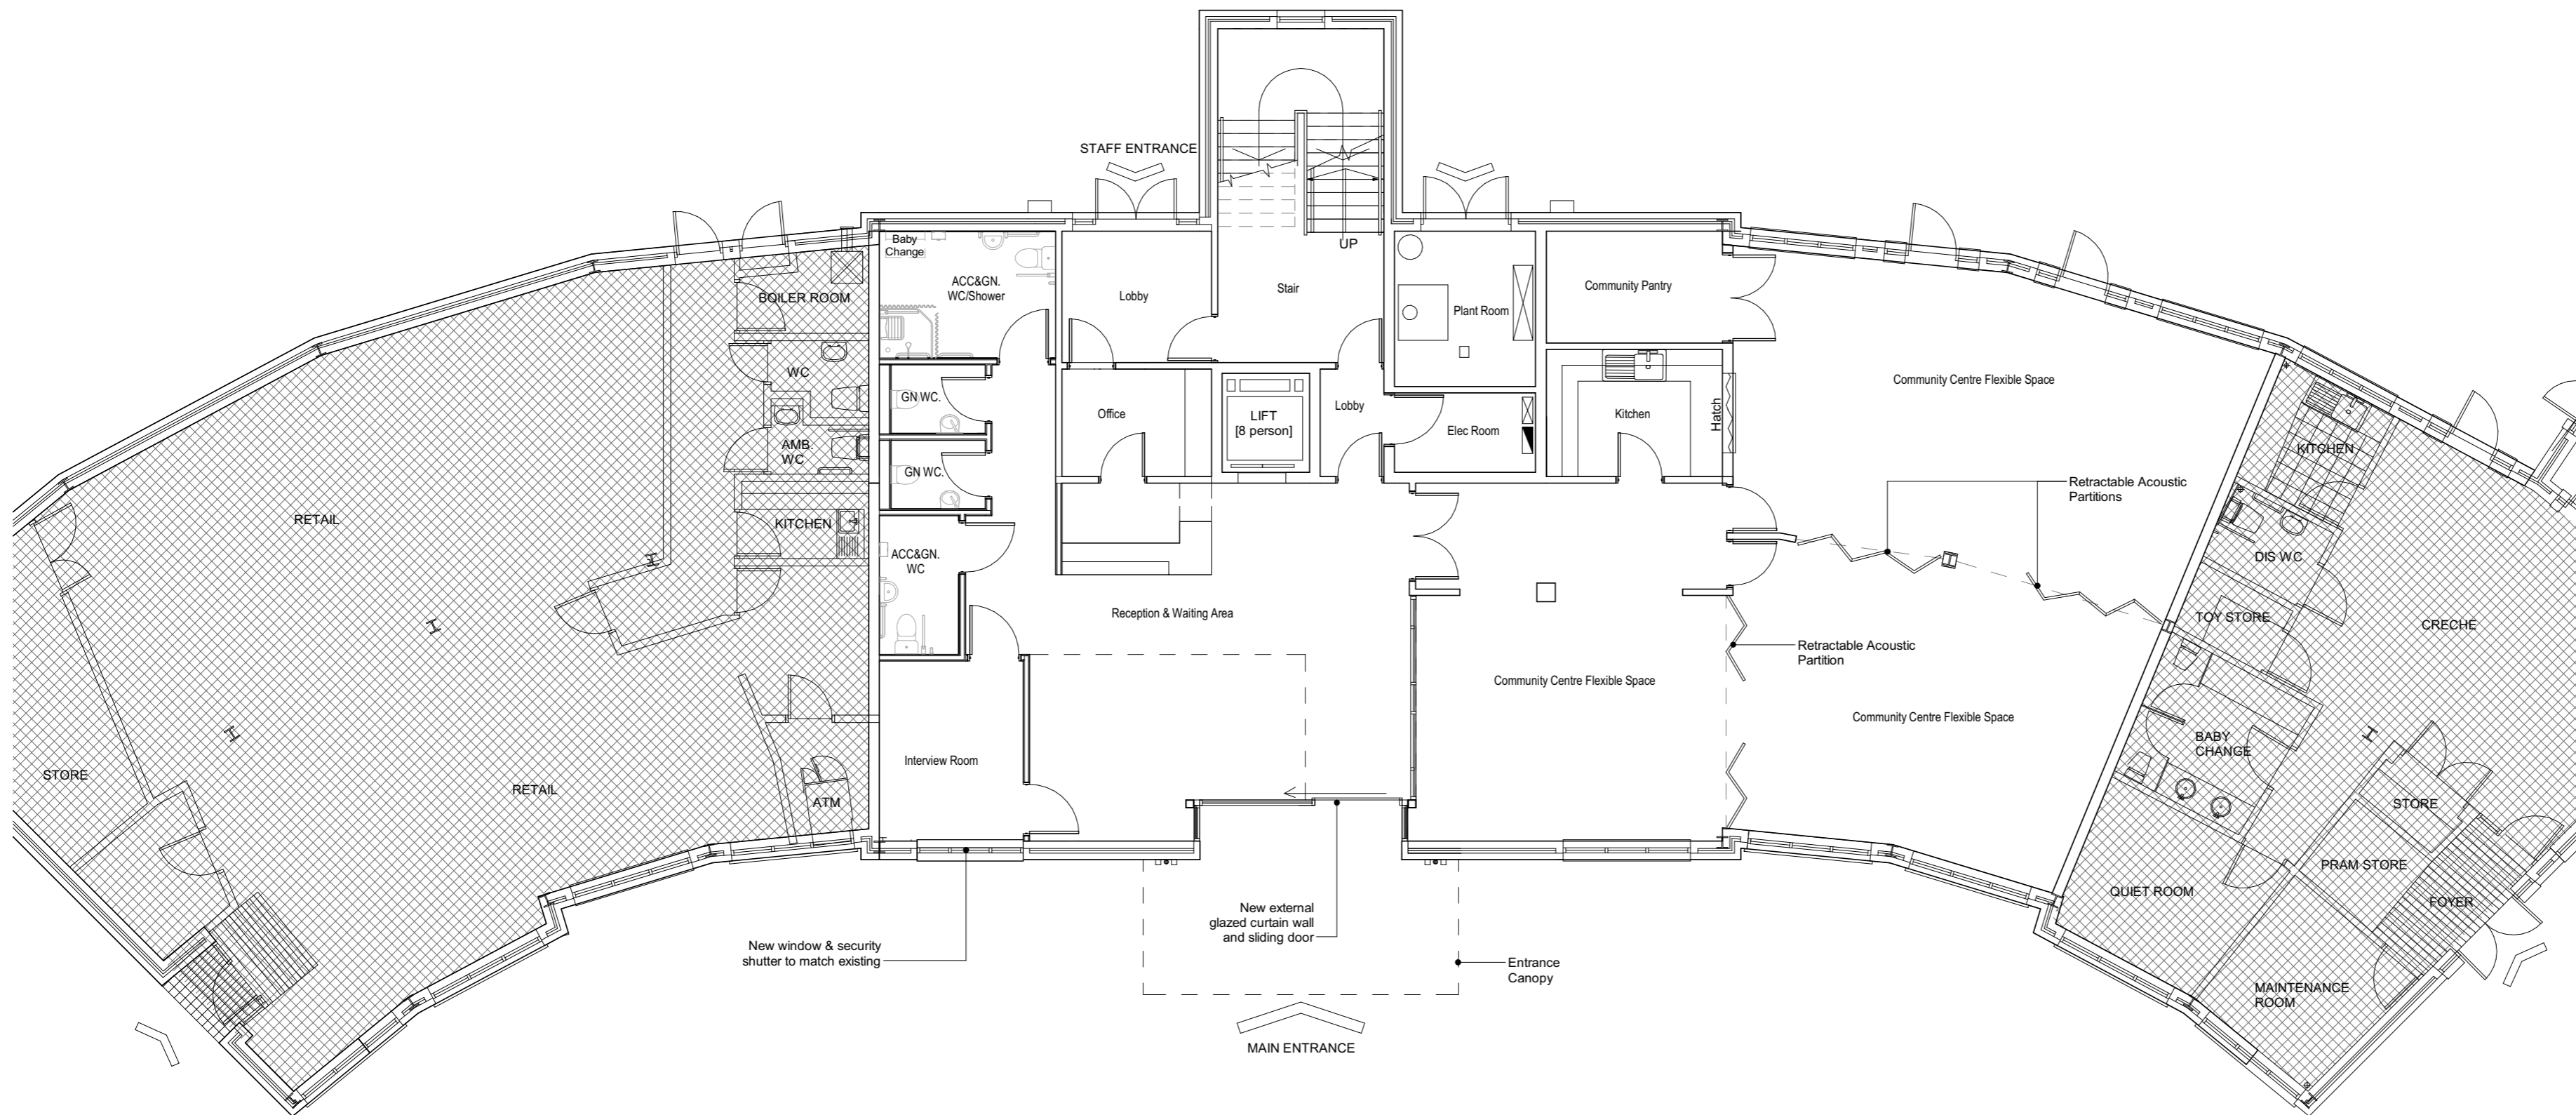 STAFF ENTRANCE
UP
Baby
Change
ACC&GN.
WC/Shower
Lobby
Stair
Plant Room
Community Pantry
BOILER ROOM
WC
AMB.
WC
KITCHEN
RETAIL
RETAIL
STORE
ATM
GN WC.
GN WC.
ACC&GN.
WC
Office
LIFT
[8 person]
Lobby
Elec Room
Kitchen
Hatch
Community Centre Flexible Space
Retractable Acoustic
Partitions
Reception & Waiting Area
Interview Room
Community Centre Flexible Space
Retractable Acoustic
Partition
Community Centre Flexible Space
KITCHEN
DIS WC
TOY STORE
CRECHE
BABY
CHANGE
STORE
PRAM STORE
QUIET ROOM
FOYER
MAINTENANCE
ROOM
New window & security
shutter to match existing
New external
glazed curtain wall
and sliding door
Entrance
Canopy
MAIN ENTRANCE